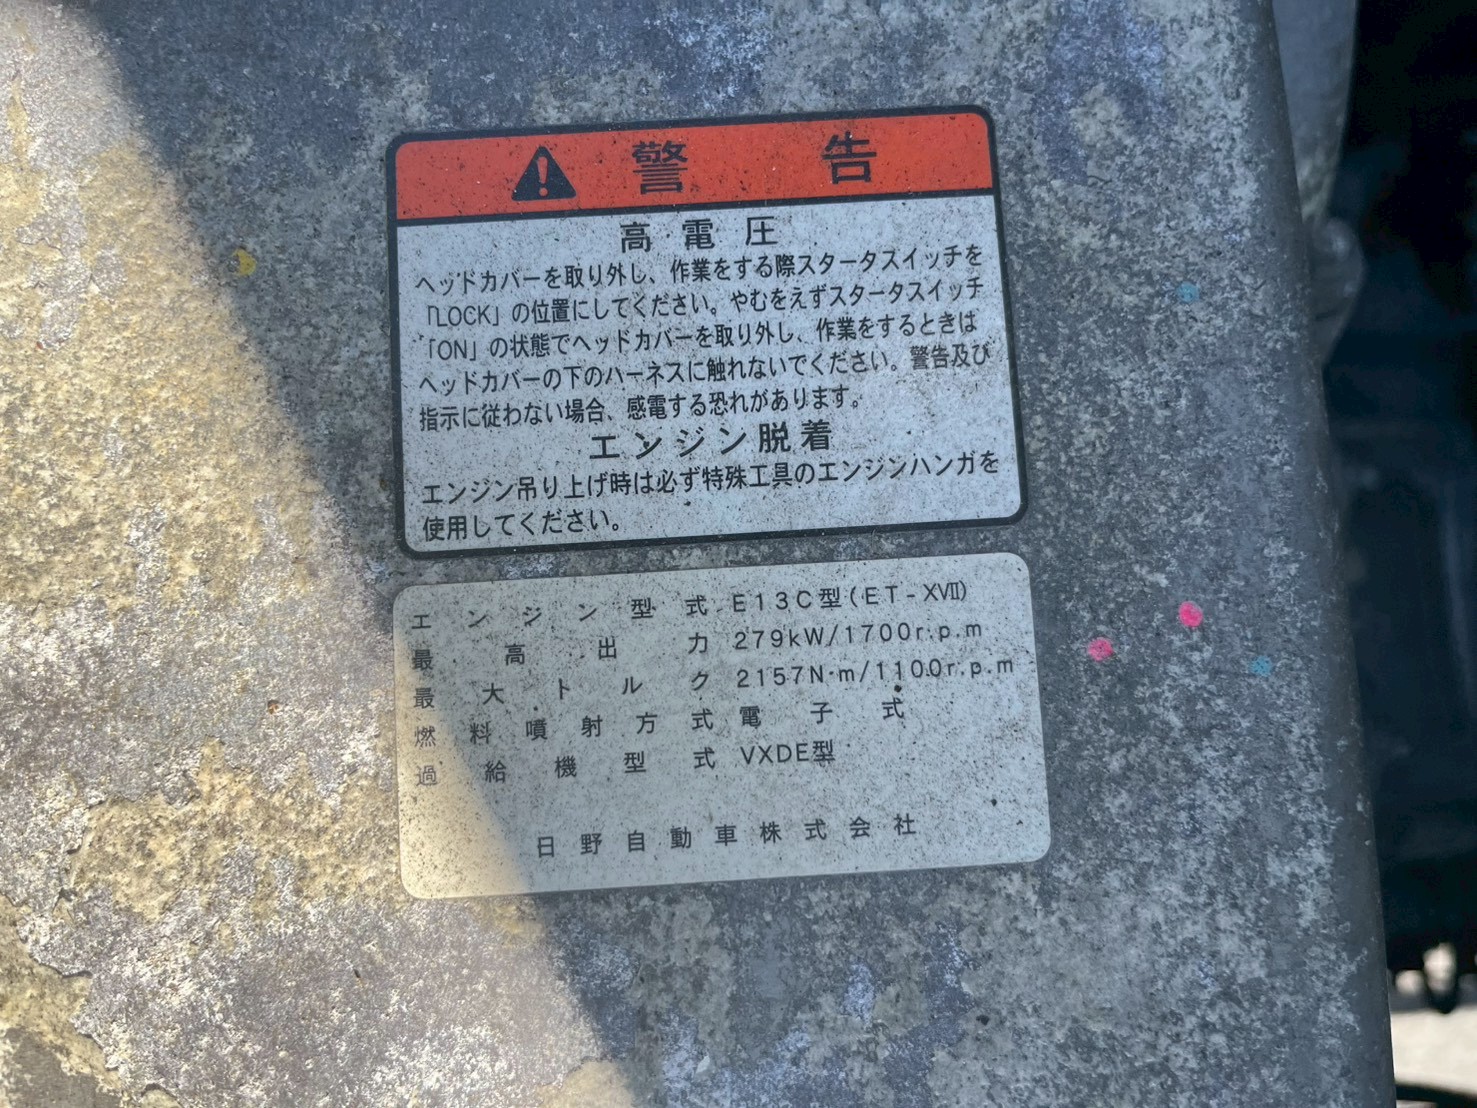 警告
高電圧
ヘッドカバーを取り外し、作業をする際スタータスイッチを
「LOCK」の位置にしてください。やむをえずスタータスイッチ
「ON」の状態でヘッドカバーを取り外し、作業をするときは
ヘッドカバーの下のハーネスに触れないでください。警告及び
指示に従わない場合、感電する恐れがあります。
エンジン脱着
エンジン吊り上げ時は必ず特殊工具のエンジンハンガを
使用してください。
エンジン型式 E13C型(ET-XVII)
最高出力 279kW/1700r.p.m
最大トルク 2157N·m/1100r.p.m
燃料噴射方式 電子式
過給機型式 VXDE型
日野自動車株式会社